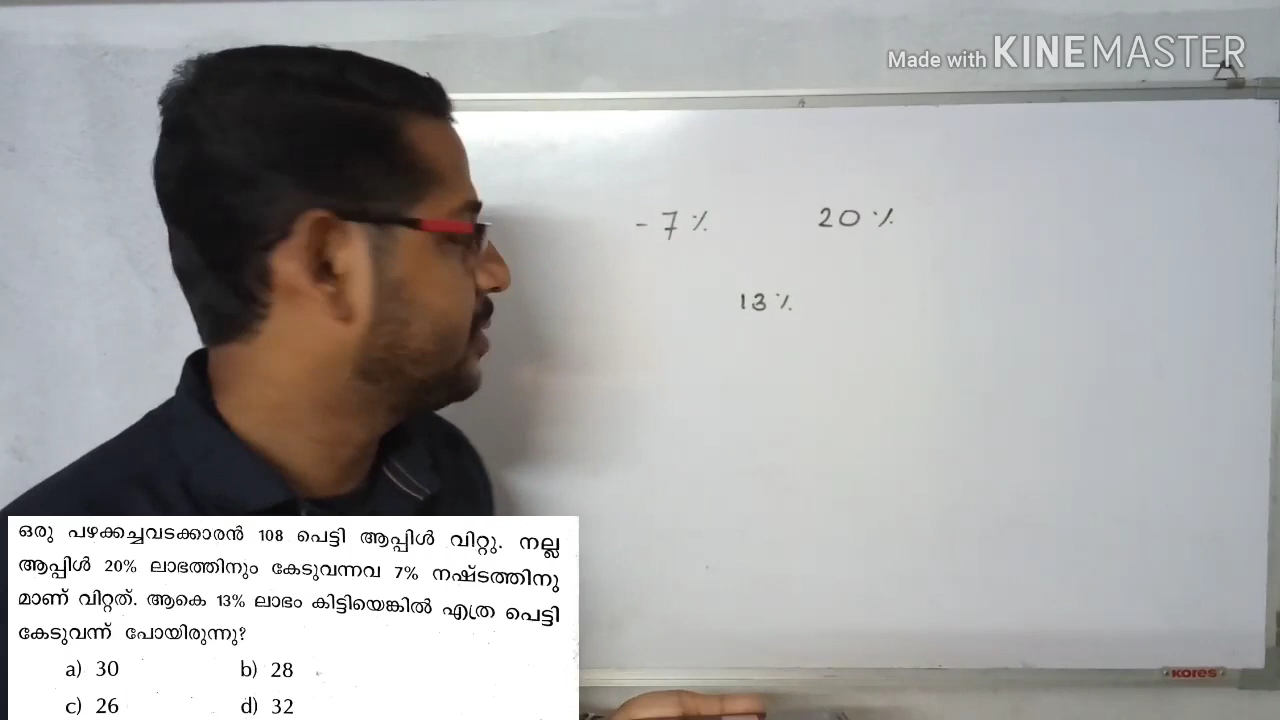 Made with KINEMASTER
- 7 % 20 %
13 %
ഒരു പഴക്കച്ചവടക്കാരൻ 108 പെട്ടി ആപ്പിൾ വിറ്റു. നല്ല
ആപ്പിൾ 20% ലാഭത്തിനും കേടുവന്നവ 7% നഷ്ടത്തിനു
മാണ് വിറ്റത്. ആകെ 13% ലാഭം കിട്ടിയെങ്കിൽ എത്ര പെട്ടി
കേടുവന്ന് പോയിരുന്നു?
a) 30 b) 28
c) 26 d) 32
KORES